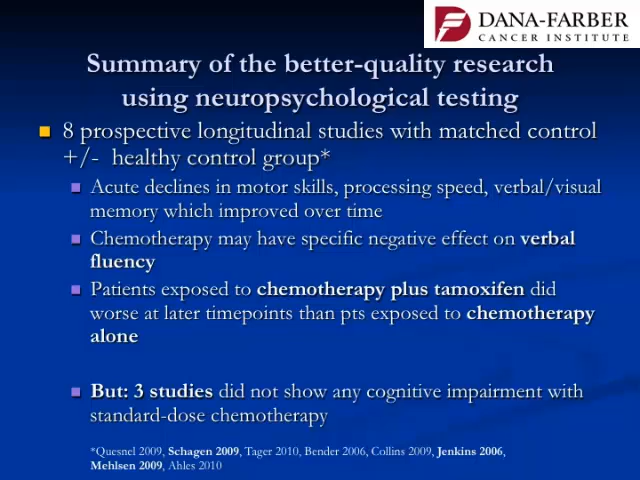 DANA-FARBER
CANCER INSTITUTE
Summary of the better-quality research
using neuropsychological testing
8 prospective longitudinal studies with matched control
+/- healthy control group*
Acute declines in motor skills, processing speed, verbal/visual
memory which improved over time
Chemotherapy may have specific negative effect on verbal
fluency
Patients exposed to chemotherapy plus tamoxifen did
worse at later timepoints than pts exposed to chemotherapy
alone
But: 3 studies did not show any cognitive impairment with
standard-dose chemotherapy
*Quesnel 2009, Schagen 2009, Tager 2010, Bender 2006, Collins 2009, Jenkins 2006,
Mehlsen 2009, Ahles 2010